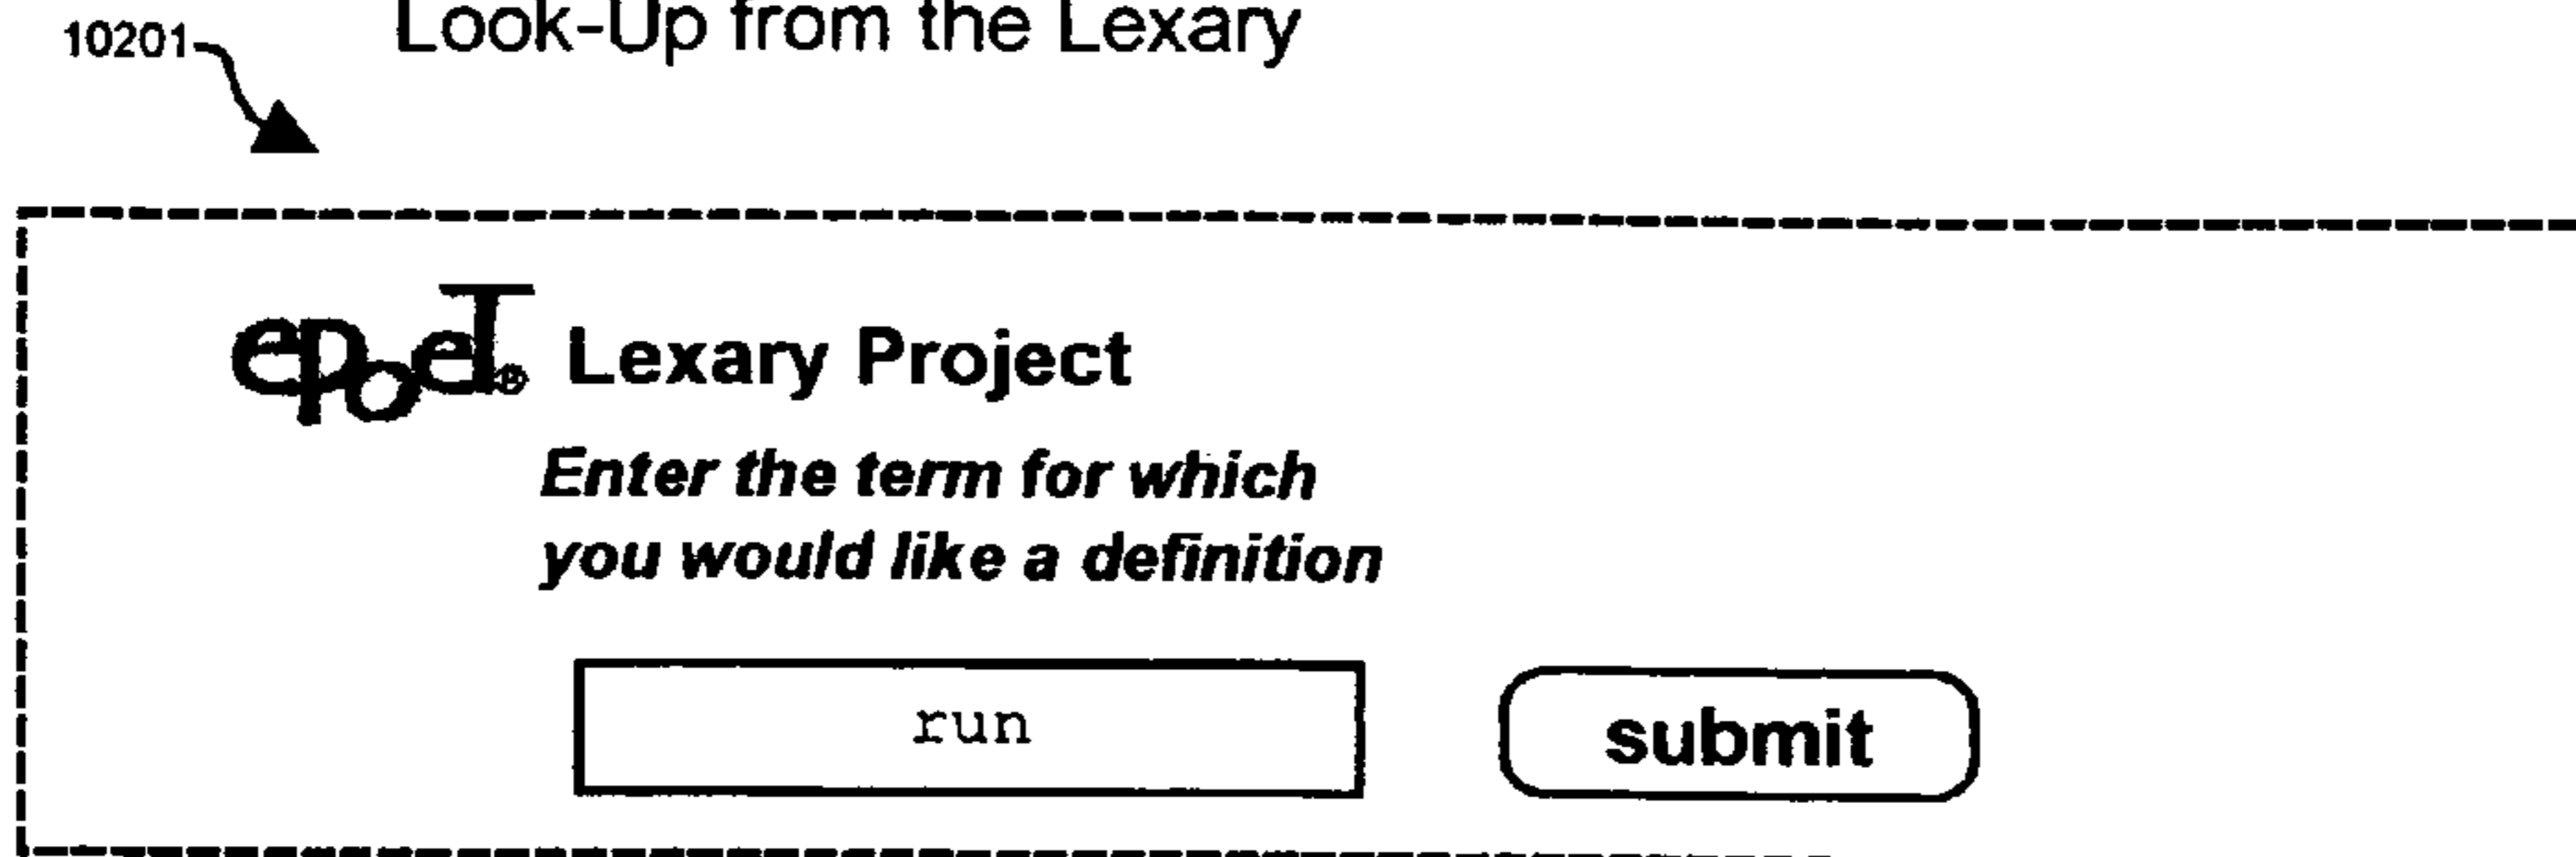 Look-Up from the Lexary
10201
epoeT® Lexary Project
Enter the term for which
you would like a definition
run
submit